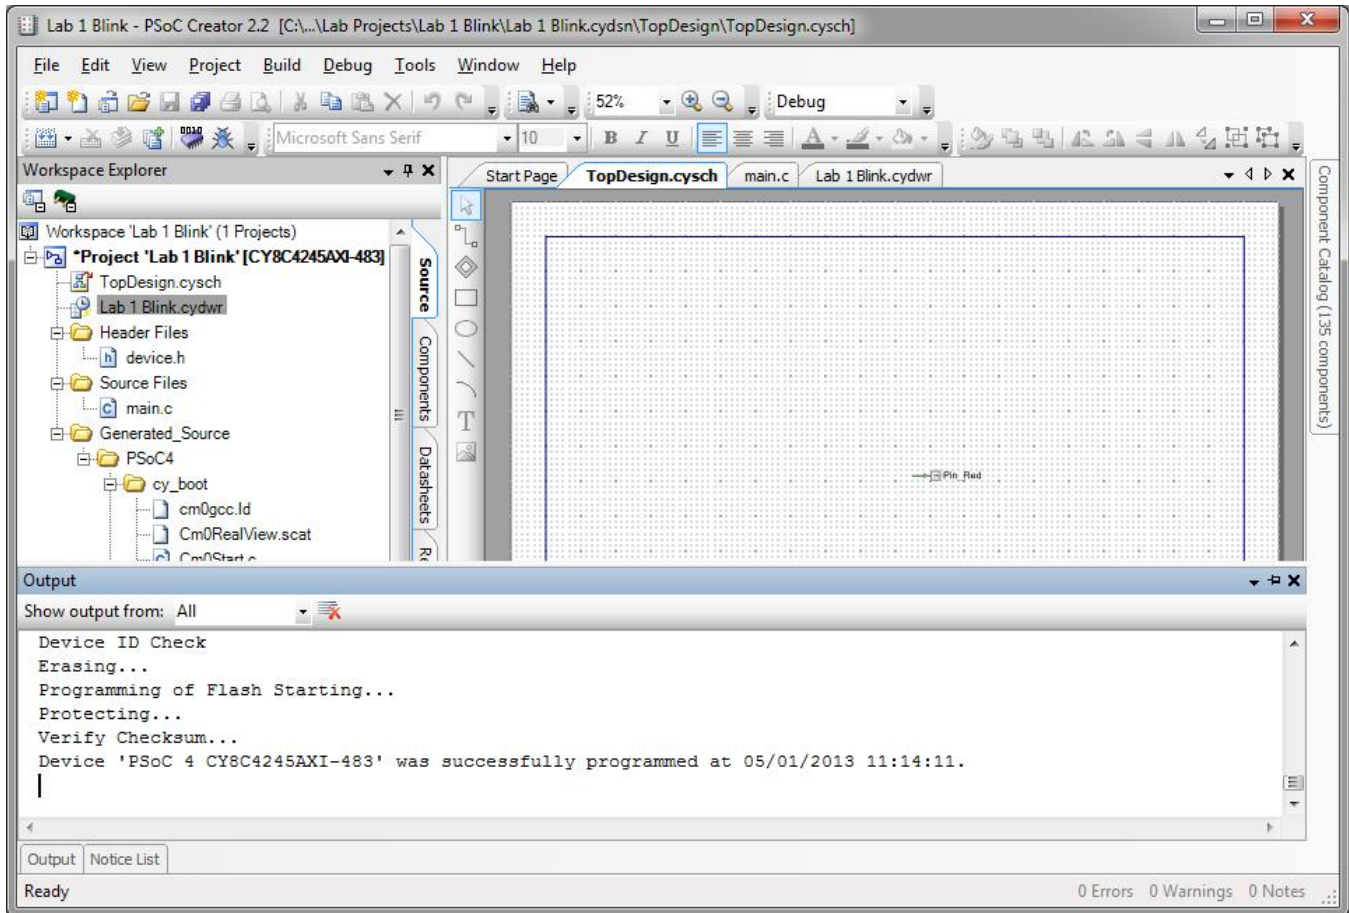 Lab 1 Blink - PSoC Creator 2.2 [C:\...\Lab Projects\Lab 1 Blink\Lab 1 Blink.cydsn\TopDesign\TopDesign.cysch]
File Edit View Project Build Debug Tools Window Help
52% Debug
Microsoft Sans Serif 10 B I U A
Workspace Explorer
Start Page TopDesign.cysch main.c Lab 1 Blink.cydwr
Workspace 'Lab 1 Blink' (1 Projects)
*Project 'Lab 1 Blink' [CY8C4245AXI-483]
TopDesign.cysch
Lab 1 Blink.cydwr
Header Files
device.h
Source Files
main.c
Generated_Source
PSoC4
cy_boot
cm0gcc.ld
Cm0RealView.scat
Cm0Start.c
Source
Components
Datasheets
T
Pin_Red
Component Catalog (135 components)
Output
Show output from: All
Device ID Check
Erasing...
Programming of Flash Starting...
Protecting...
Verify Checksum...
Device 'PSoC 4 CY8C4245AXI-483' was successfully programmed at 05/01/2013 11:14:11.
Output Notice List
Ready 0 Errors 0 Warnings 0 Notes